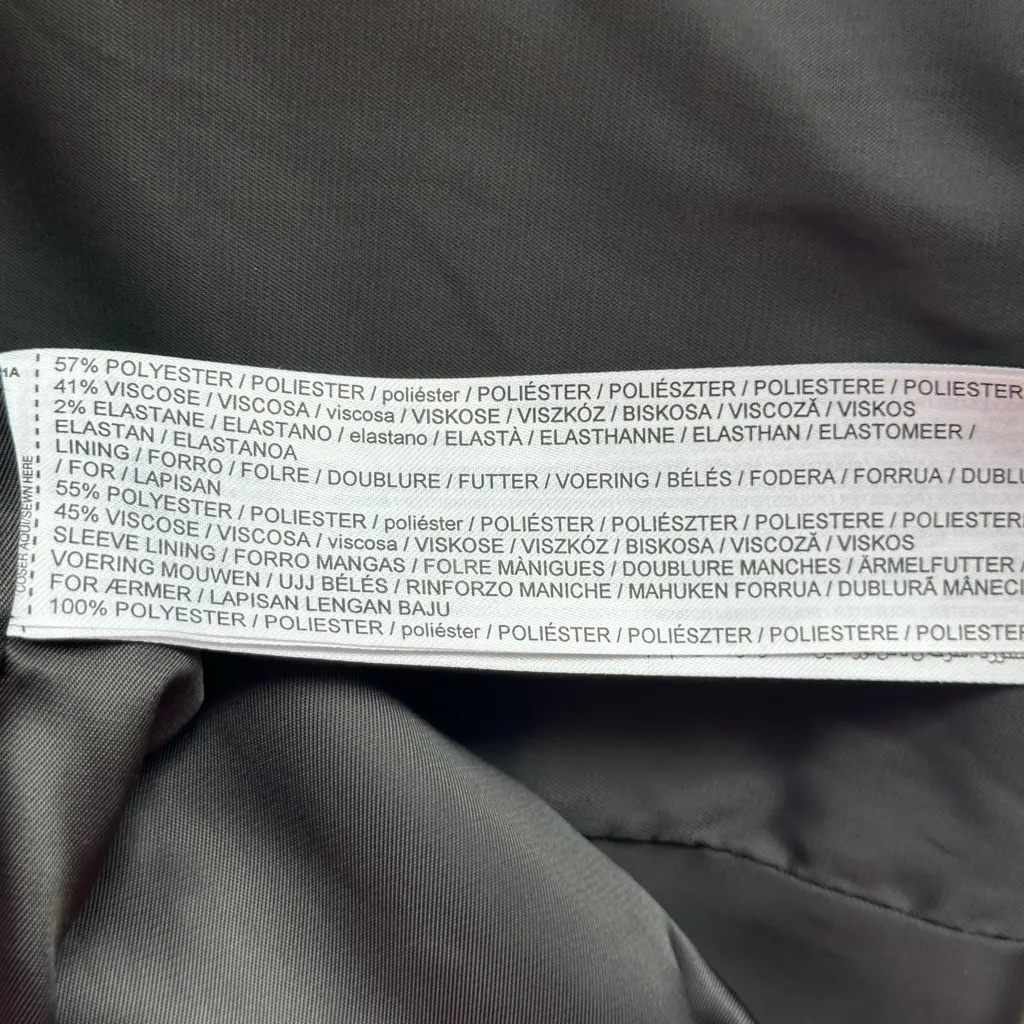 57% POLYESTER / POLIESTER / poliéster / POLIÉSTER / POLIÉSZTER / POLIESTERE / POLIESTER
41% VISCOSE / VISCOSA / viscosa / VISKOSE / VISZKÓZ / BISKOSA / VISCOZĂ / VISKOS
2% ELASTANE / ELASTANO / elastano / ELASTÀ / ELASTHANNE / ELASTHAN / ELASTOMEER /
ELASTAN / ELASTANOA
LINING / FORRO / FOLRE / DOUBLURE / FUTTER / VOERING / BÉLÉS / FODERA / FORRUA / DUBLU
/ FOR / LAPISAN
55% POLYESTER / POLIESTER / poliéster / POLIÉSTER / POLIÉSZTER / POLIESTERE / POLIESTER
45% VISCOSE / VISCOSA / viscosa / VISKOSE / VISZKÓZ / BISKOSA / VISCOZĂ / VISKOS
SLEEVE LINING / FORRO MANGAS / FOLRE MÀNIGUES / DOUBLURE MANCHES / ÄRMELFUTTER /
VOERING MOUWEN / UJJ BÉLÉS / RINFORZO MANICHE / MAHUKEN FORRUA / DUBLURĂ MÂNECI
FOR ÆRMER / LAPISAN LENGAN BAJU
100% POLYESTER / POLIESTER / poliéster / POLIÉSTER / POLIÉSZTER / POLIESTERE / POLIESTER
COSER AQUI/SEWN HERE